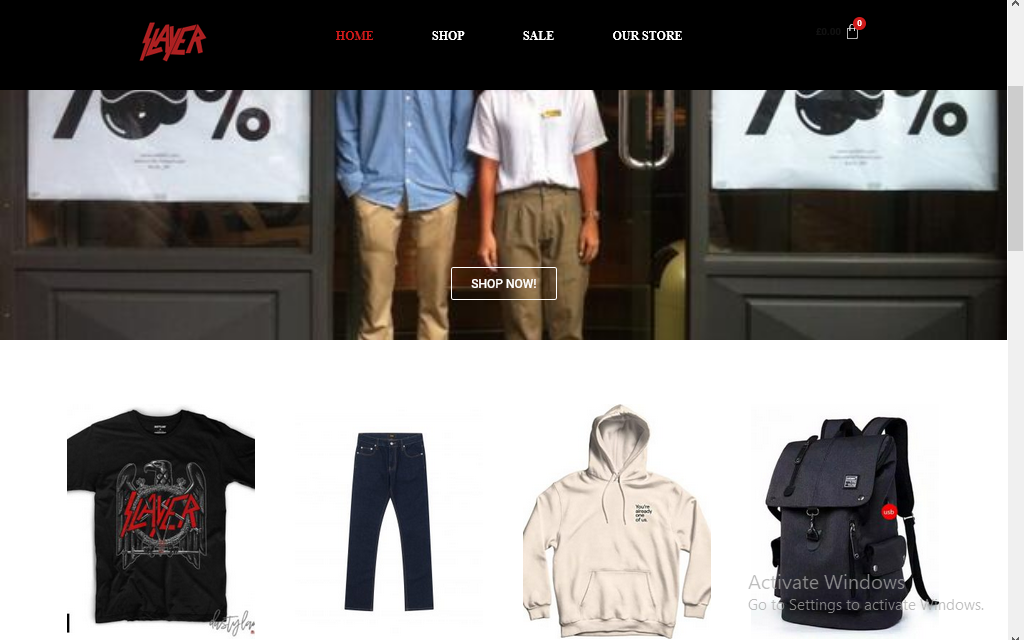 SLAYER
HOME
SHOP
SALE
OUR STORE
£0.00
0
70%
70%
SHOP NOW!
SLAYER
You're
already
one
of us.
usb
Activate Windows
Go to Settings to activate Windows.